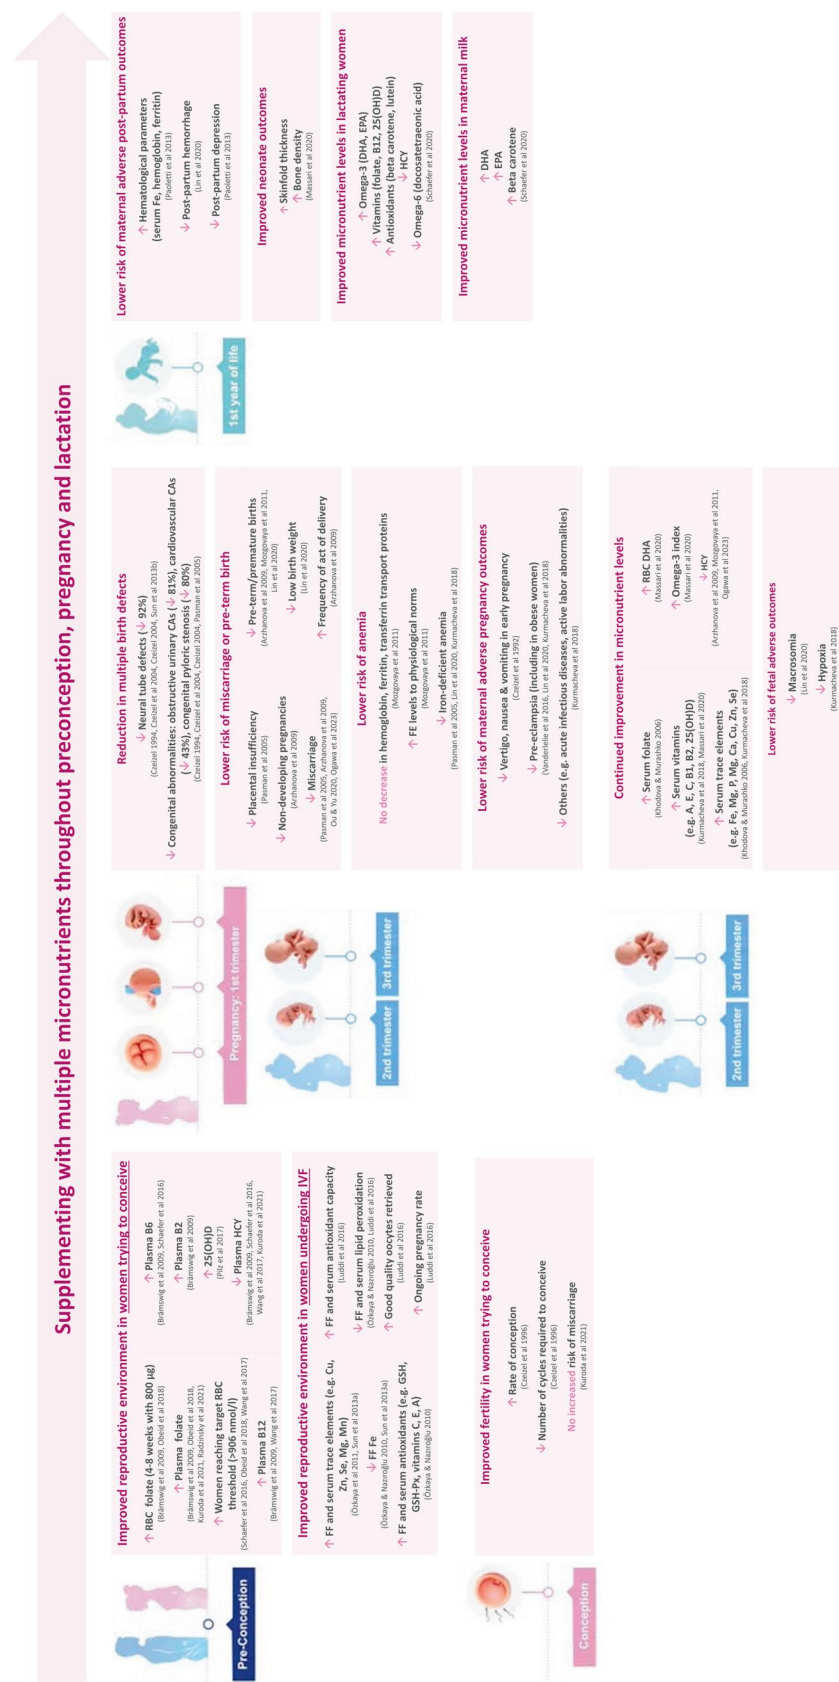 Supplementing with multiple micronutrients throughout preconception, pregnancy and lactation
Pre-Conception
Improved reproductive environment in women trying to conceive
↑ RBC folate (4-8 weeks with 800 µg)
(Brämswig et al 2009, Obeid et al 2018)
↑ Plasma folate
(Brämswig et al 2009, Obeid et al 2018,
Kuroda et al 2021, Radzinsky et al 2021)
↑ Women reaching target RBC
threshold (>906 nmol/l)
(Schaefer et al 2016, Obeid et al 2018, Wang et al 2017)
↑ Plasma B12
(Brämswig et al 2009, Wang et al 2017)
↑ Plasma B6
(Brämswig et al 2009, Schaefer et al 2016)
↑ Plasma B2
(Brämswig et al 2009)
↑ 25(OH)D
(Pilz et al 2017)
↓ Plasma HCY
(Brämswig et al 2009, Schaefer et al 2016,
Wang et al 2017, Kuroda et al 2021)
Improved reproductive environment in women undergoing IVF
↑ FF and serum trace elements (e.g. Cu,
Zn, Se, Mg, Mn)
(Özkaya et al 2011, Sun et al 2013a)
↓ FF Fe
(Özkaya & Nazıroğlu 2010, Sun et al 2013a)
↑ FF and serum antioxidants (e.g. GSH,
GSH-Px, vitamins C, E, A)
(Özkaya & Nazıroğlu 2010)
↑ FF and serum antioxidant capacity
(Luddi et al 2016)
↓ FF and serum lipid peroxidation
(Özkaya & Nazıroğlu 2010, Luddi et al 2016)
↑ Good quality oocytes retrieved
(Luddi et al 2016)
↑ Ongoing pregnancy rate
(Luddi et al 2016)
Conception
Improved fertility in women trying to conceive
↑ Rate of conception
(Czeizel et al 1996)
↓ Number of cycles required to conceive
(Czeizel et al 1996)
No increased risk of miscarriage
(Kuroda et al 2021)
Pregnancy: 1st trimester
2nd trimester
3rd trimester
Reduction in multiple birth defects
↓ Neural tube defects (↓ 92%)
(Czeizel 1994, Czeizel et al 2004, Czeizel 2004, Sun et al 2013b)
↓ Congenital abnormalities: obstructive urinary CAs (↓ 81%), cardiovascular CAs
(↓ 43%), congenital pyloric stenosis (↓ 80%)
(Czeizel 1994, Czeizel et al 2004, Czeizel 2004, Pasman et al 2005)
Lower risk of miscarriage or pre-term birth
↓ Placental insufficiency
(Pasman et al 2005)
↓ Non-developing pregnancies
(Arzhanova et al 2009)
↓ Miscarriage
(Pasman et al 2005, Arzhanova et al 2009,
Ou & Yu 2020, Ogawa et al 2023)
↓ Pre-term/premature births
(Arzhanova et al 2009, Mozgovaya et al 2011,
Lin et al 2020)
↓ Low birth weight
(Lin et al 2020)
↑ Frequency of act of delivery
(Arzhanova et al 2009)
Lower risk of anemia
No decrease in hemoglobin, ferritin, transferrin transport proteins
(Mozgovaya et al 2011)
↑ FE levels to physiological norms
(Mozgovaya et al 2011)
↓ Iron-deficient anemia
(Pasman et al 2005, Lin et al 2020, Kurmacheva et al 2018)
Lower risk of maternal adverse pregnancy outcomes
↓ Vertigo, nausea & vomiting in early pregnancy
(Czeizel et al 1992)
↓ Pre-eclampsia (including in obese women)
(Vanderlelie et al 2016, Lin et al 2020, Kurmacheva et al 2018)
↓ Others (e.g. acute infectious diseases, active labor abnormalities)
(Kurmacheva et al 2018)
2nd trimester
3rd trimester
Continued improvement in micronutrient levels
↑ Serum folate
(Khodova & Murashko 2006)
↑ Serum vitamins
(e.g. A, E, C, B1, B2, 25(OH)D)
(Kurmacheva et al 2018, Massari et al 2020)
↑ Serum trace elements
(e.g. Fe, Mg, P, Mg, Ca, Cu, Zn, Se)
(Khodova & Murashko 2006, Kurmacheva et al 2018)
↑ RBC DHA
(Massari et al 2020)
↑ Omega-3 index
(Massari et al 2020)
↓ HCY
(Arzhanova et al 2009, Mozgovaya et al 2011,
Ogawa et al 2023)
Lower risk of fetal adverse outcomes
↓ Macrosomia
(Lin et al 2020)
↓ Hypoxia
(Kurmacheva et al 2018)
1st year of life
Lower risk of maternal adverse post-partum outcomes
↑ Hematological parameters
(serum Fe, hemoglobin, ferritin)
(Paoletti et al 2013)
↓ Post-partum hemorrhage
(Lin et al 2020)
↓ Post-partum depression
(Paoletti et al 2013)
Improved neonate outcomes
↑ Skinfold thickness
↑ Bone density
(Massari et al 2020)
Improved micronutrient levels in lactating women
↑ Omega-3 (DHA, EPA)
↑ Vitamins (folate, B12, 25(OH)D)
↑ Antioxidants (beta carotene, lutein)
↓ HCY
↓ Omega-6 (docosatetraeonic acid)
(Schaefer et al 2020)
Improved micronutrient levels in maternal milk
↑ DHA
↑ EPA
↑ Beta carotene
(Schaefer et al 2020)